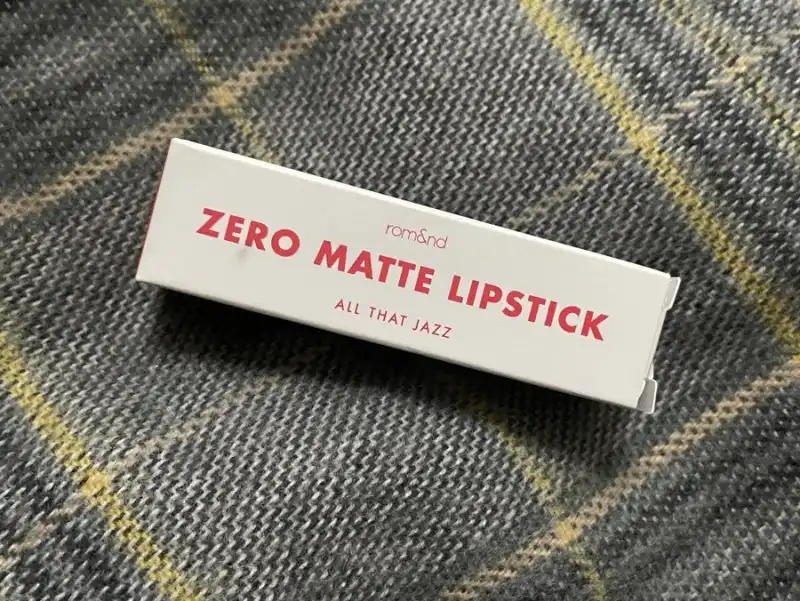 rom&nd
ZERO MATTE LIPSTICK
ALL THAT JAZZ